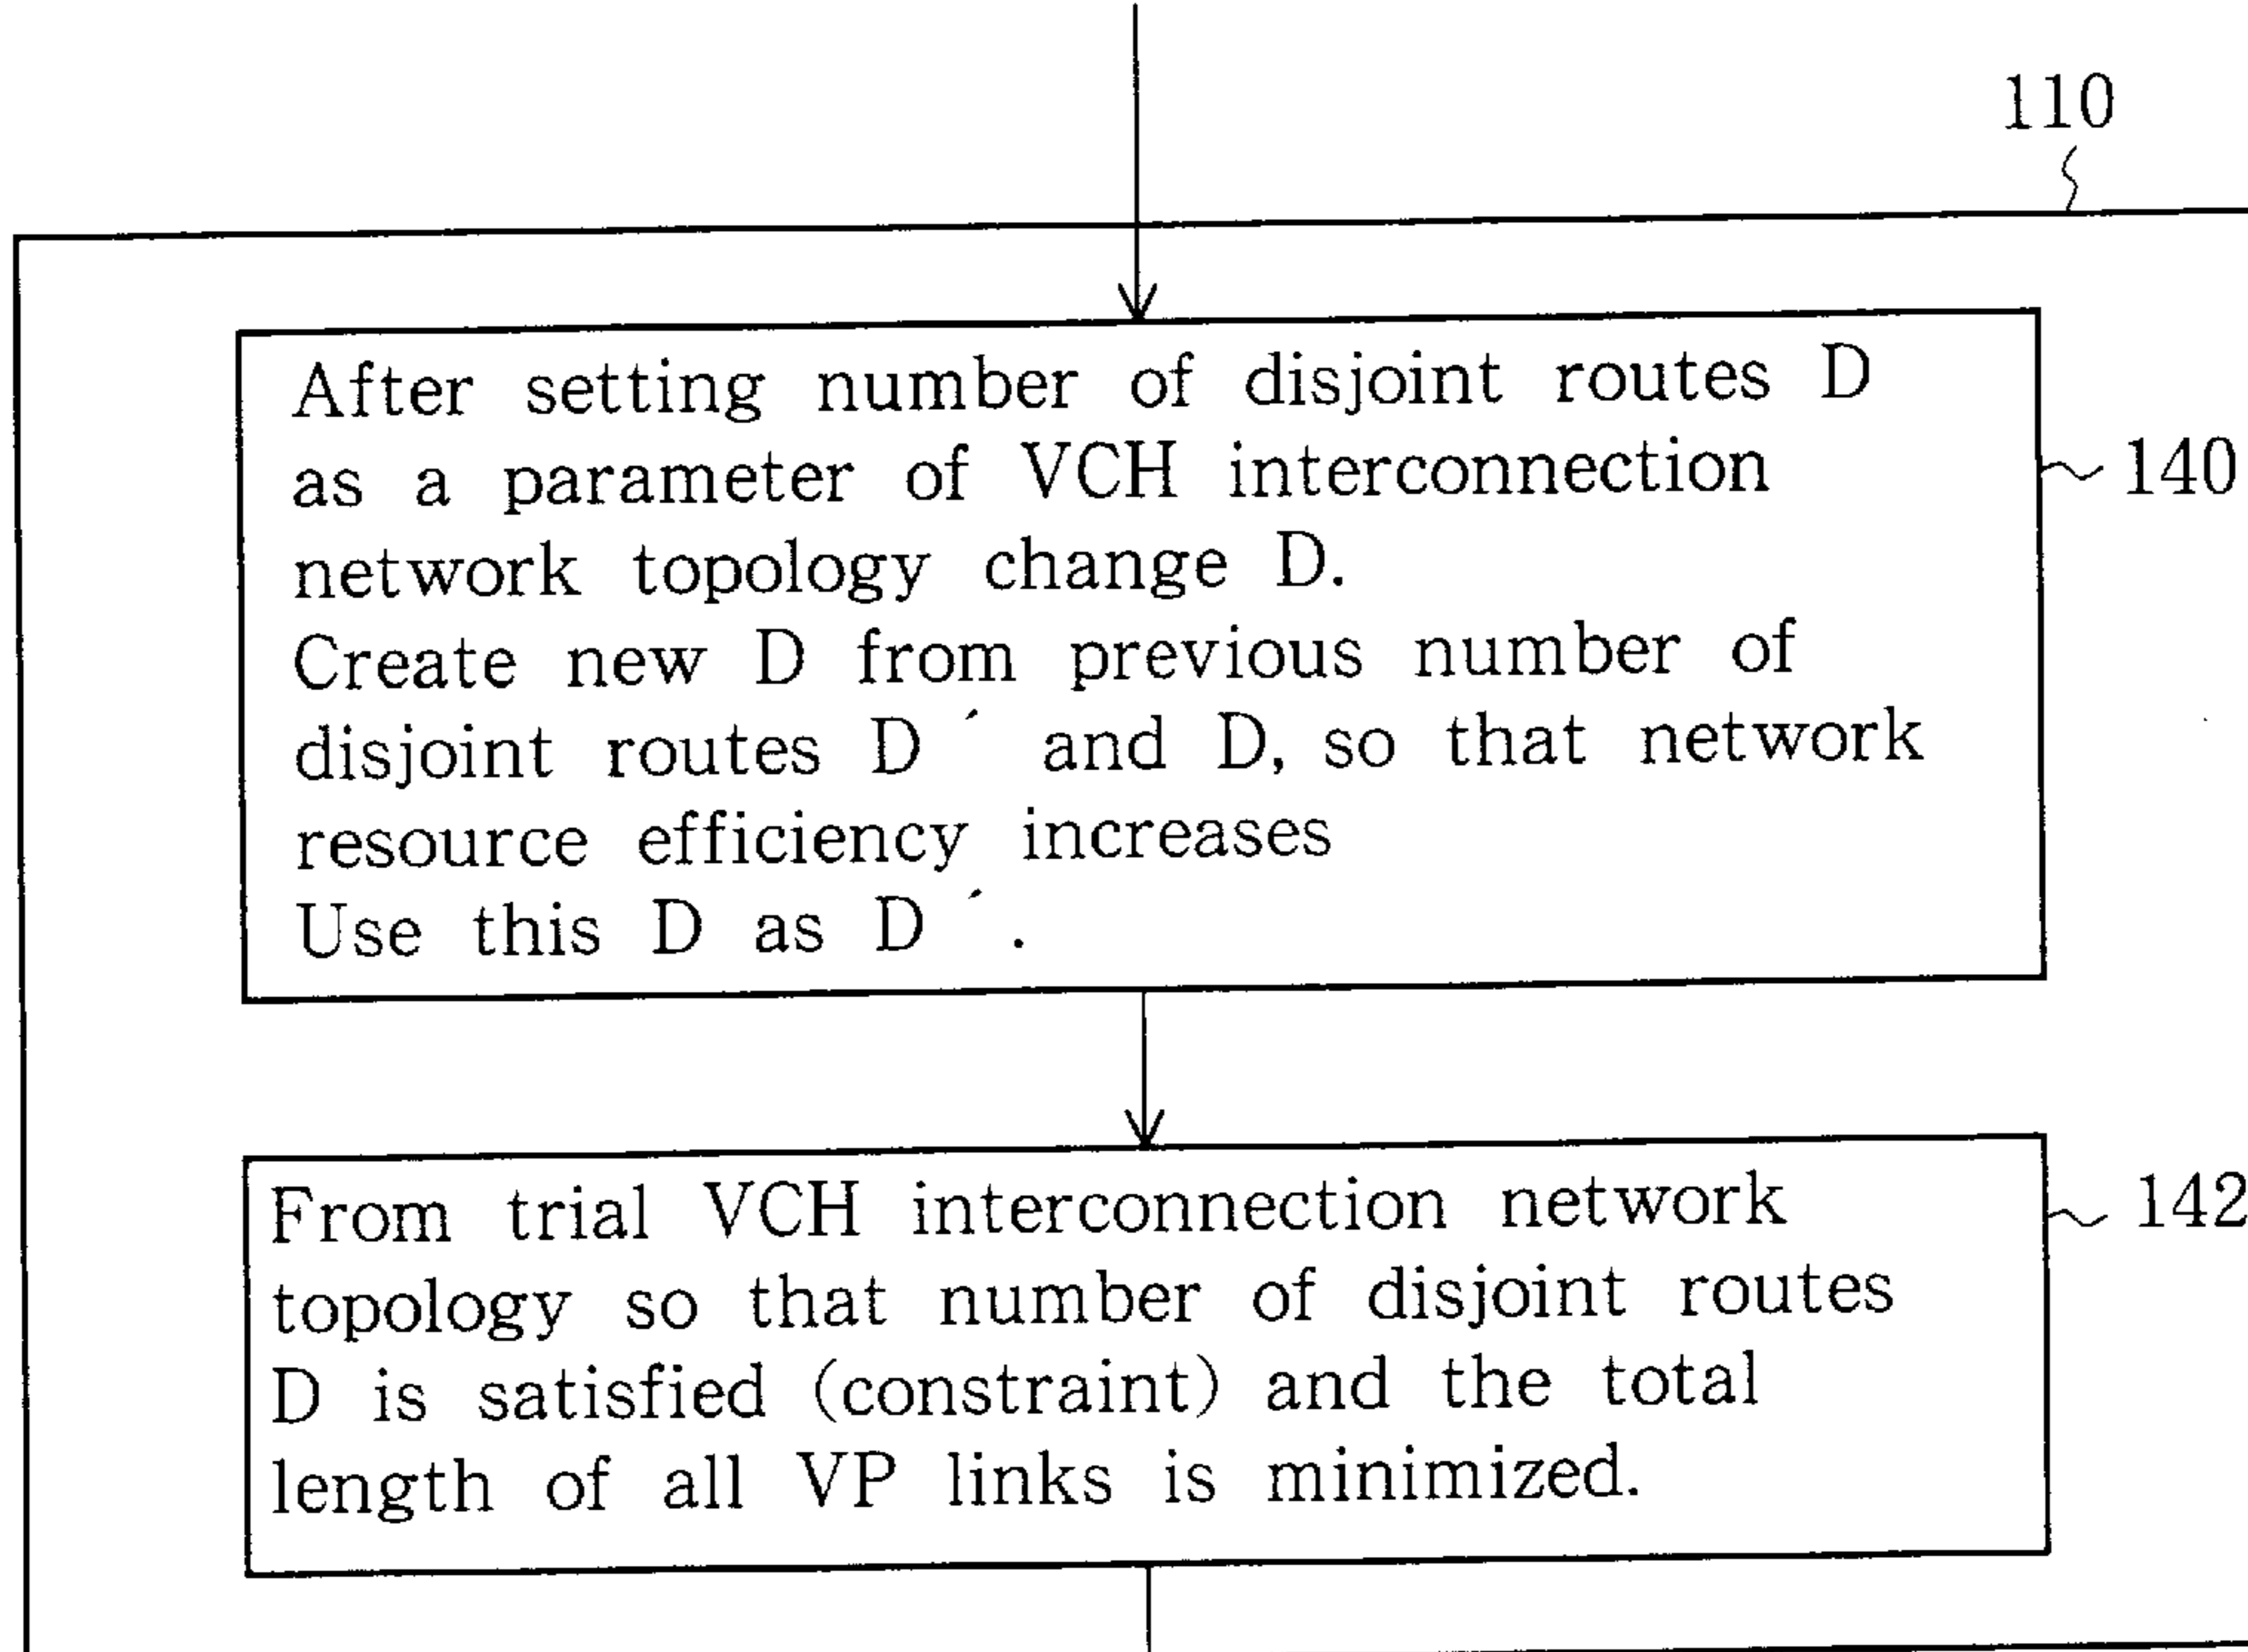 110
After setting number of disjoint routes D
as a parameter of VCH interconnection
network topology change D.
Create new D from previous number of
disjoint routes D´ and D, so that network
resource efficiency increases
Use this D as D´.
140
From trial VCH interconnection network
topology so that number of disjoint routes
D is satisfied (constraint) and the total
length of all VP links is minimized.
142